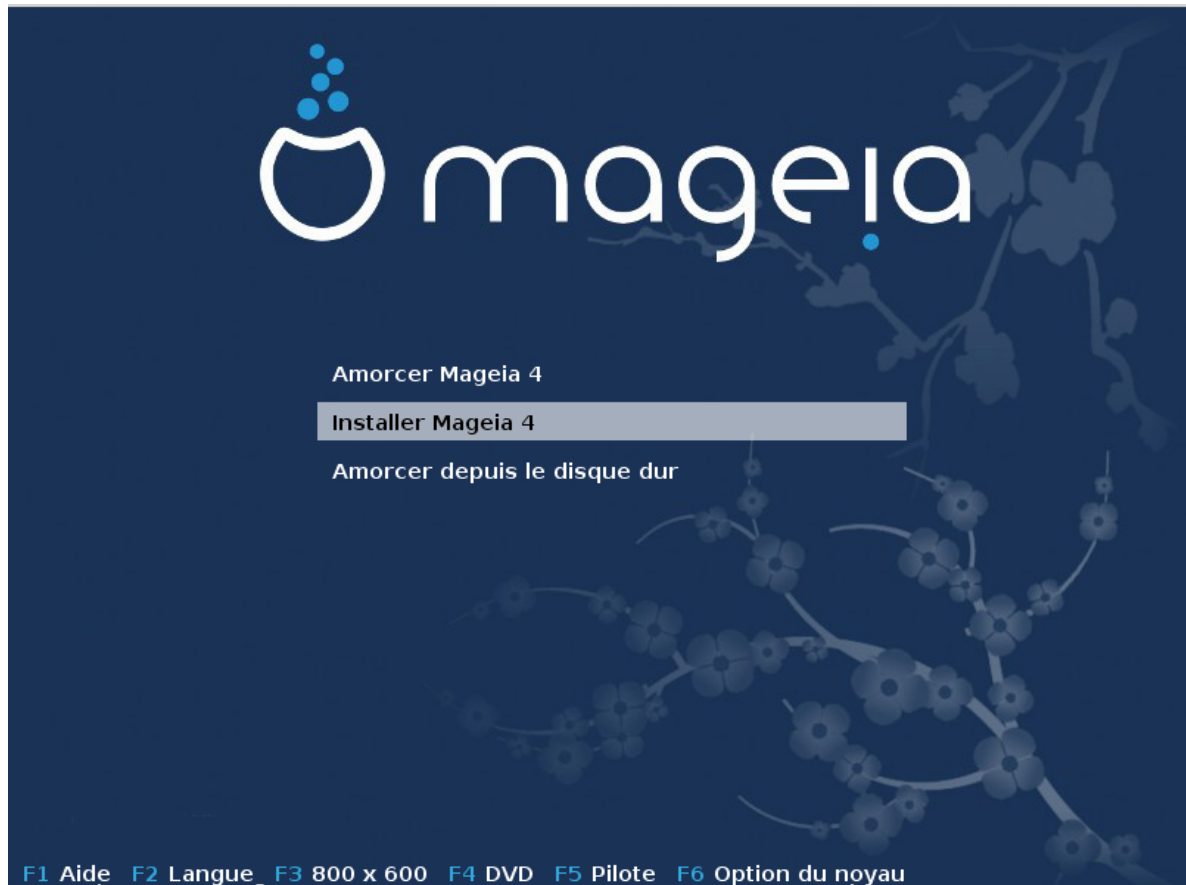 mageia
Amorcer Mageia 4
Installer Mageia 4
Amorcer depuis le disque dur
F1 Aide F2 Langue F3 800 x 600 F4 DVD F5 Pilote F6 Option du noyau